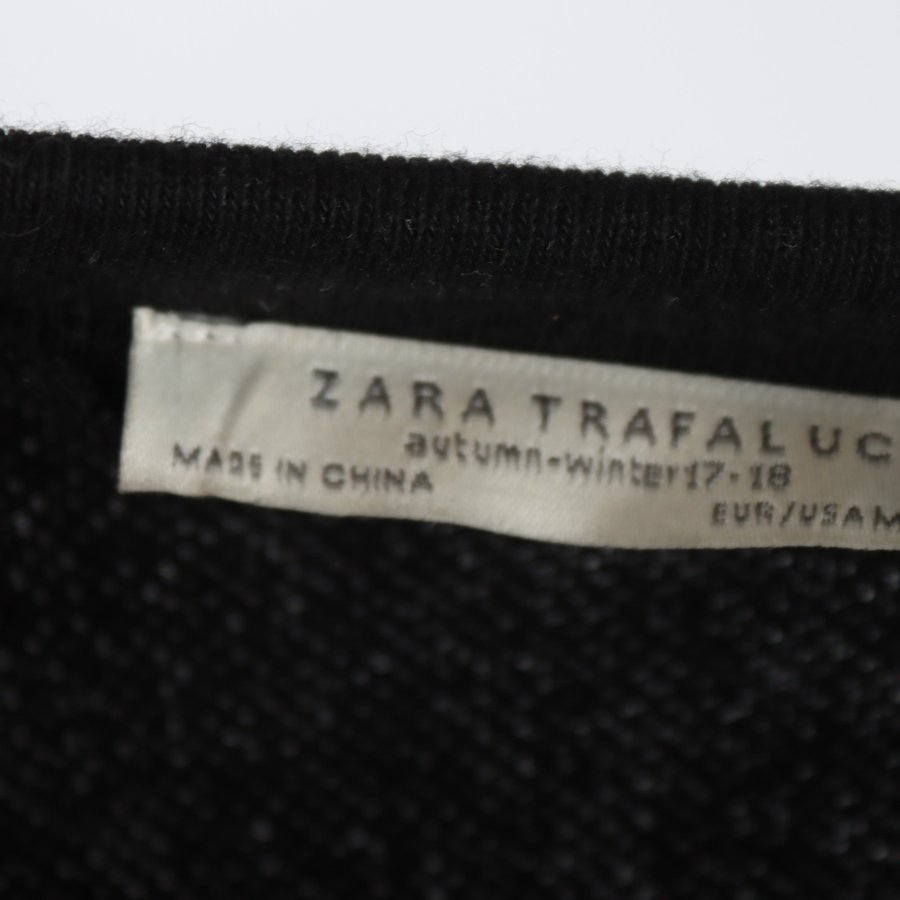 ZARA TRAFALUC
autumn-winter17-18
MADE IN CHINA
EUR/USA M